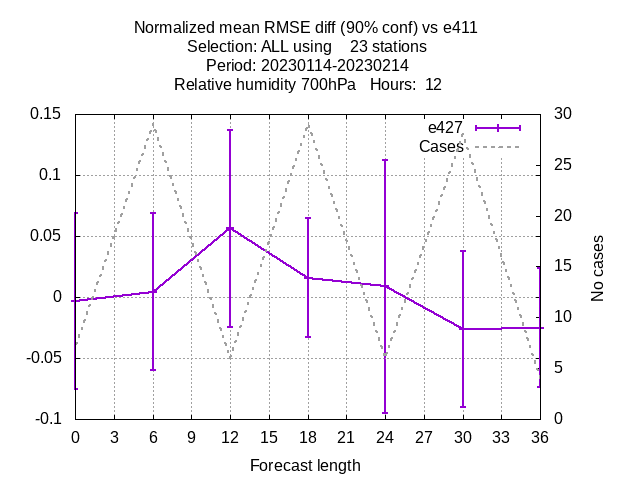 Normalized mean RMSE diff (90% conf) vs e411
Selection: ALL using    23 stations
Period: 20230114-20230214
Relative humidity 700hPa   Hours:  12
0.15
0.1
0.05
0
-0.05
-0.1
30
25
20
15
10
5
0
e427
Cases
No cases
0 3 6 9 12 15 18 21 24 27 30 33 36
Forecast length